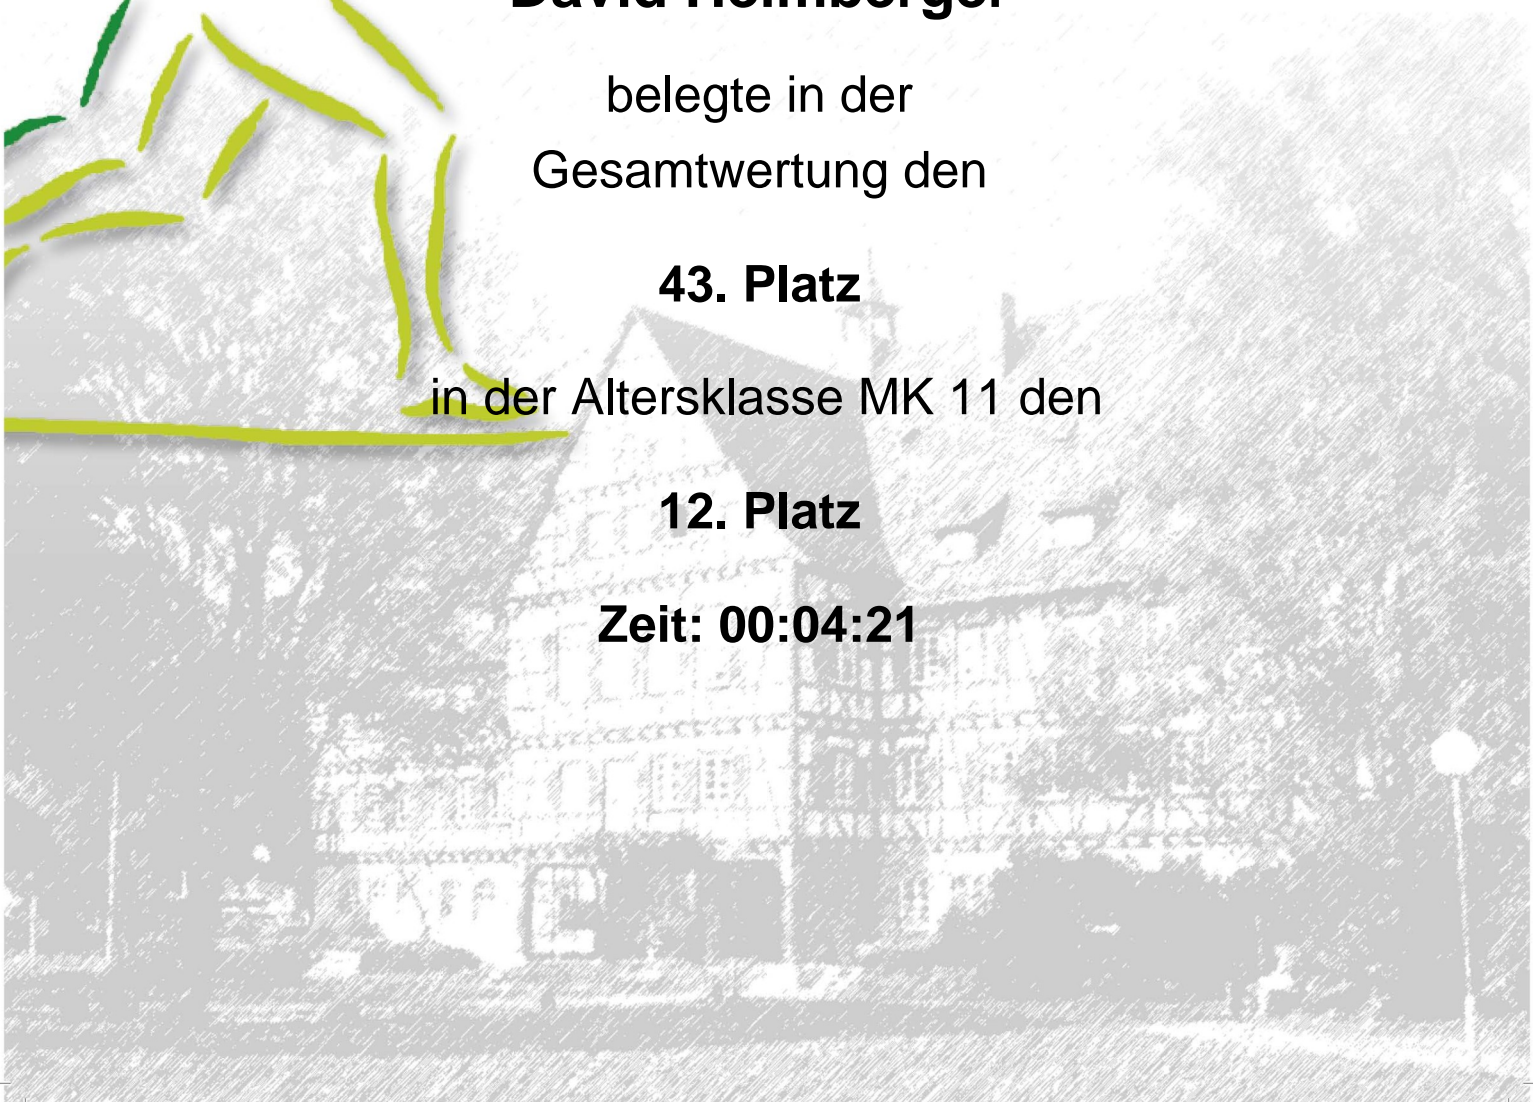 David
belegte in der
Gesamtwertung den
43. Platz
in der Altersklasse MK 11 den
12. Platz
Zeit: 00:04:21